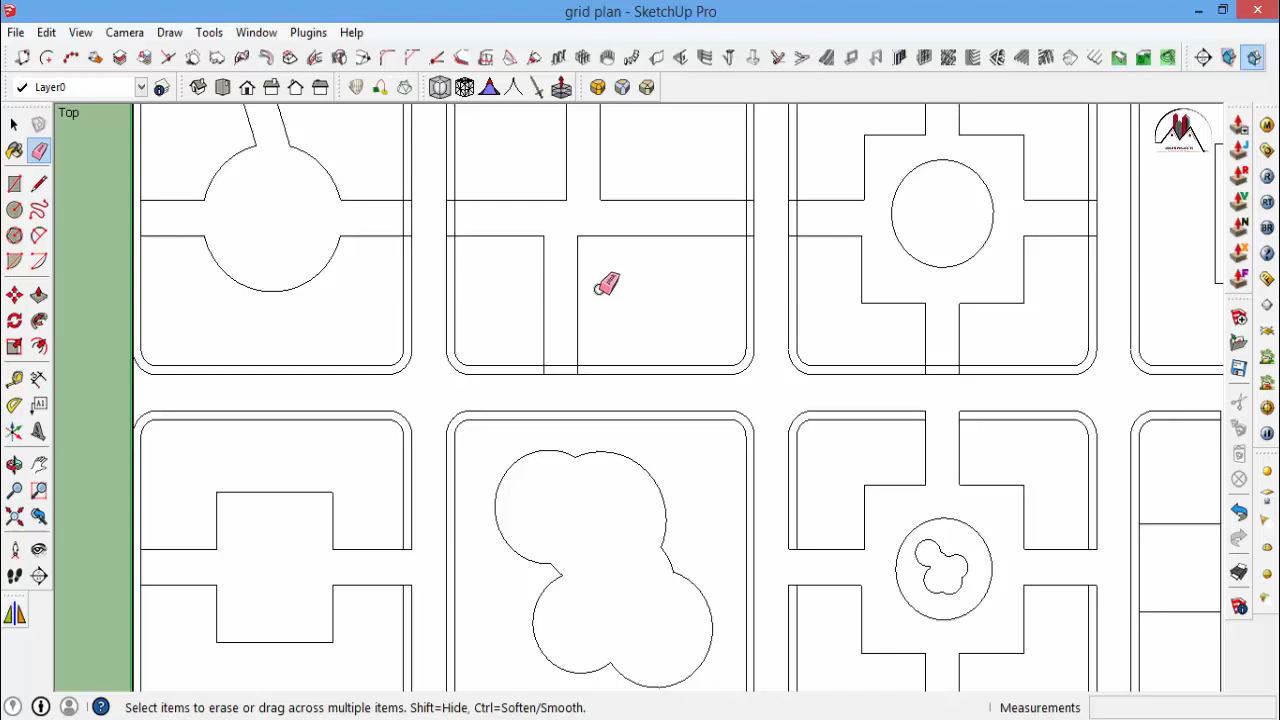 grid plan - SketchUp Pro
File Edit View Camera Draw Tools Window Plugins Help
Layer0
Top
Select items to erase or drag across multiple items. Shift=Hide, Ctrl=Soften/Smooth.
Measurements